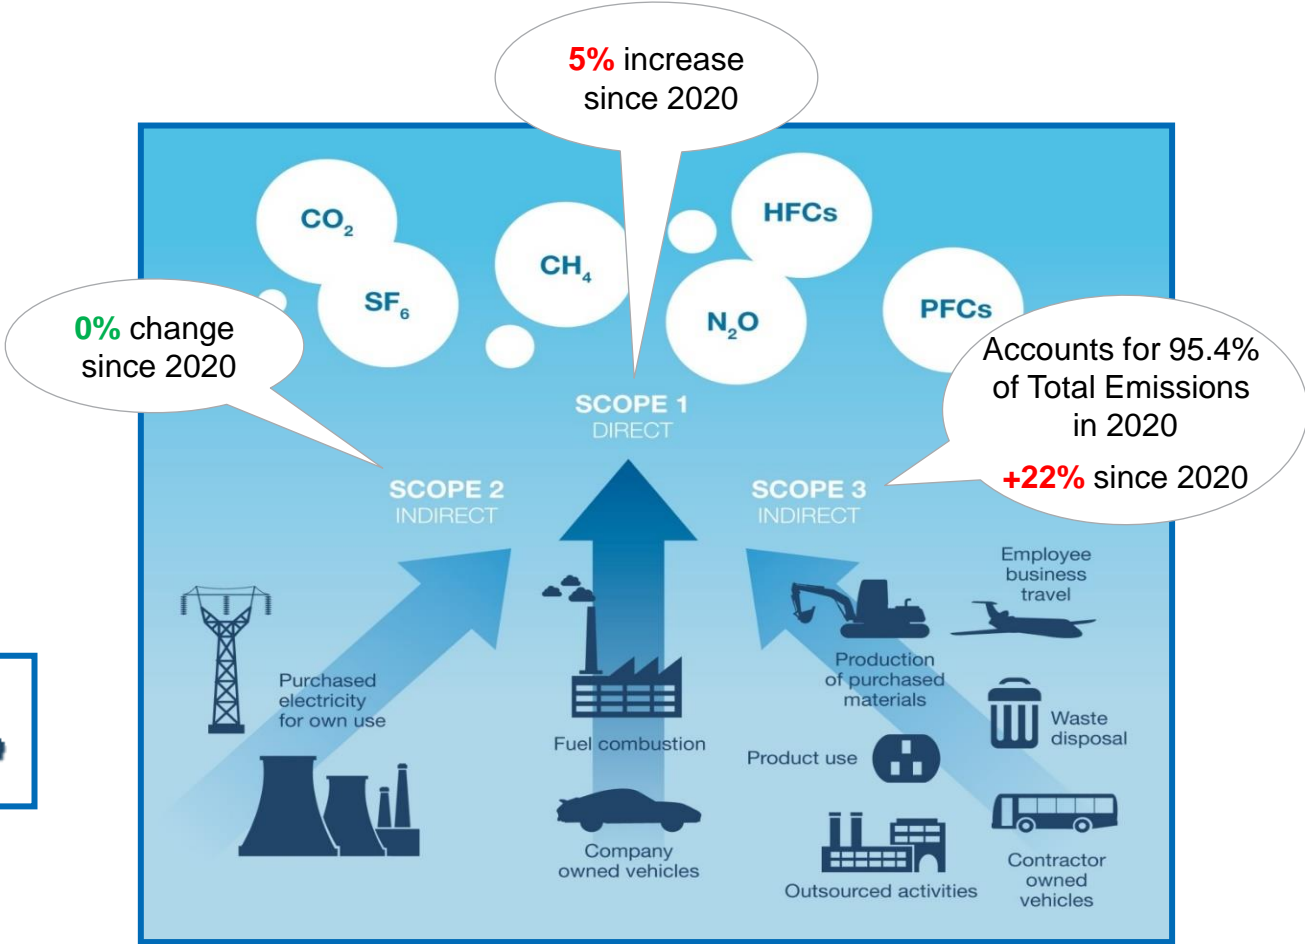 5% increase
since 2020
CO₂
SF₆
CH₄
HFCs
N₂O
PFCs
0% change
since 2020
Accounts for 95.4%
of Total Emissions
in 2020
+22% since 2020
SCOPE 1
DIRECT
SCOPE 2
INDIRECT
SCOPE 3
INDIRECT
Purchased
electricity
for own use
Fuel combustion
Company
owned vehicles
Employee
business
travel
Production
of purchased
materials
Waste
disposal
Product use
Outsourced activities
Contractor
owned
vehicles